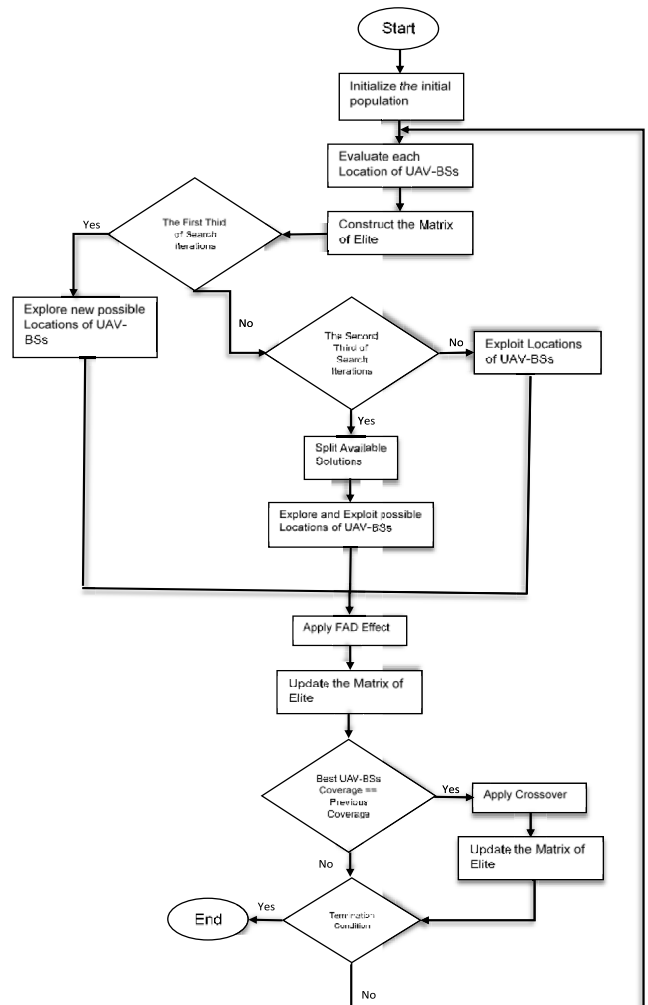 Start
Initialize the initial
population
Evaluate each
Location of UAV-BSs
Construct the Matrix
of Elite
The First Third
of Search
Iterations
Yes
Explore new possible
Locations of UAV-
BSs
No
The Second
Third of
Search
Iterations
No
Exploit Locations
of UAV-BSs
Yes
Split Available
Solutions
Explore and Exploit possible
Locations of UAV-BSs
Apply FAD Effect
Update the Matrix of
Elite
Best UAV-BSs
Coverage ==
Previous
Coverage
Yes
Apply Crossover
Update the Matrix of
Elite
No
Termination
Condition
Yes
End
No